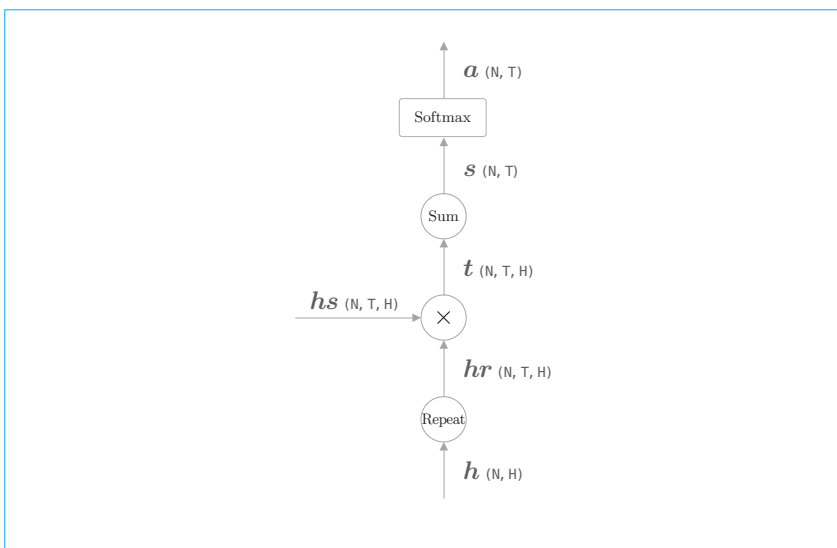 a (N, T)
Softmax
s (N, T)
Sum
t (N, T, H)
hs (N, T, H)
×
hr (N, T, H)
Repeat
h (N, H)